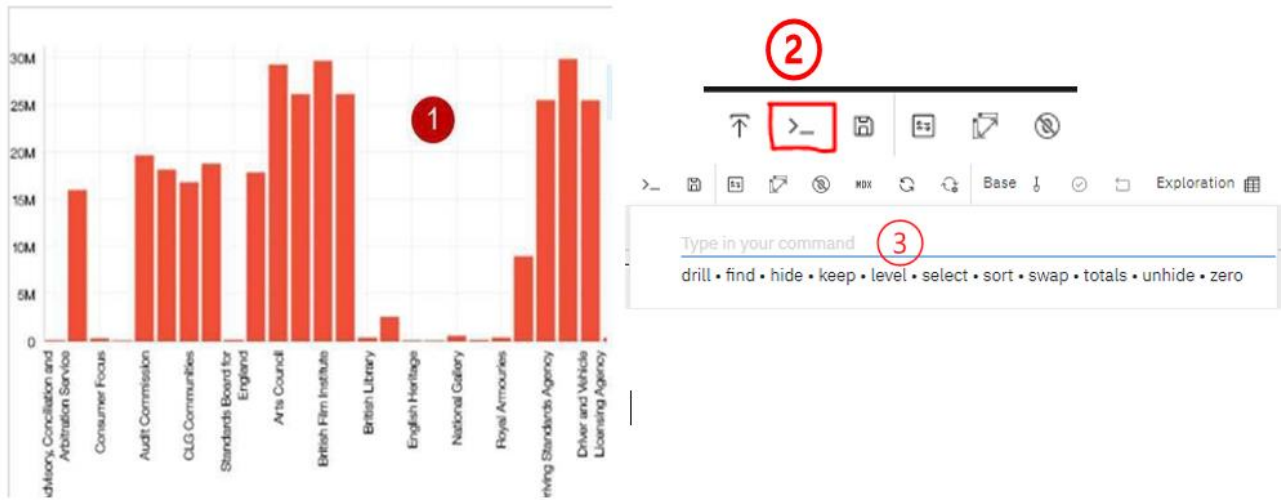 30M
25M
20M
15M
10M
5M
0
1
dvisory, Conciliation and
Arbitration Service
Consumer Focus
Audit Commission
CLG Communities
Standards Board for
England
Arts Council
British Film Institute
British Library
English Heritage
National Gallery
Royal Armouries
riving Standards Agency
Driver and Vehicle
Licensing Agency
2
>_
>_
MDX
Base
Exploration
Type in your command
3
drill • find • hide • keep • level • select • sort • swap • totals • unhide • zero